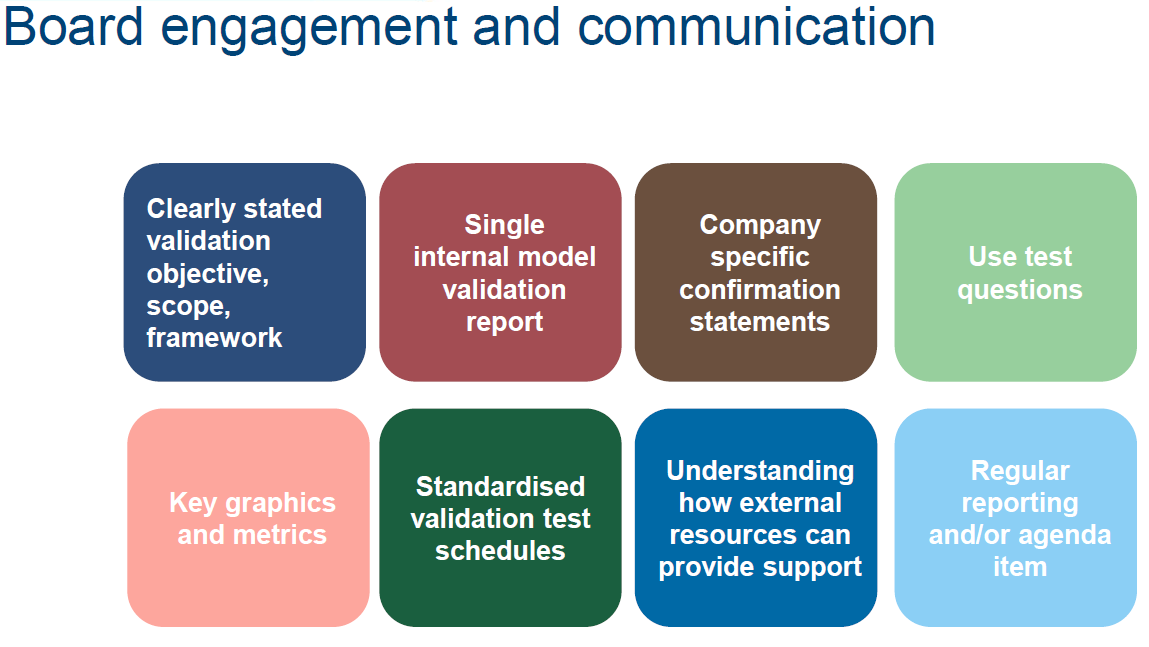 Board engagement and communication
Clearly stated
validation
objective,
scope,
framework
Single
internal model
validation
report
Company
specific
confirmation
statements
Use test
questions
Key graphics
and metrics
Standardised
validation test
schedules
Understanding
how external
resources can
provide support
Regular
reporting
and/or agenda
item